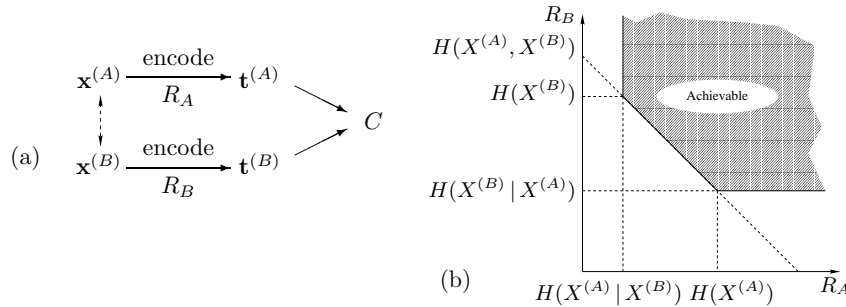 x^(A) encode R_A t^(A)
C
(a)
x^(B) encode R_B t^(B)
R_B
H(X^(A), X^(B))
H(X^(B))
Achievable
H(X^(B) | X^(A))
H(X^(A) | X^(B)) H(X^(A))
R_A
(b)